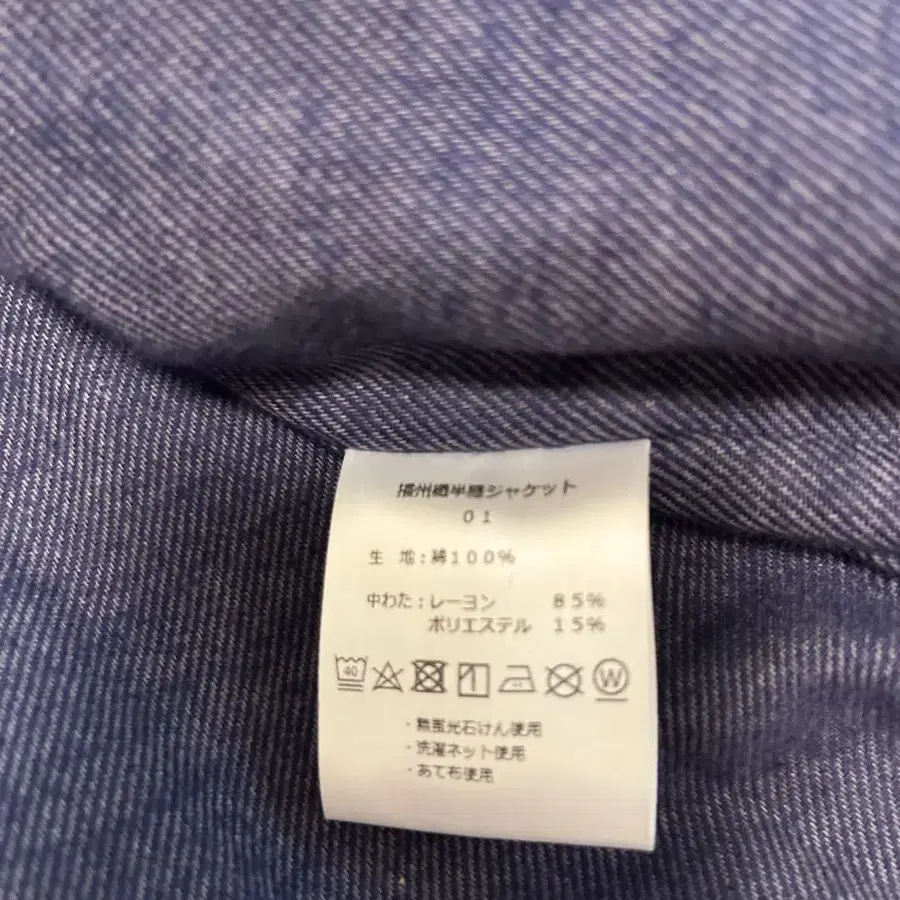 播州織半纏ジャケット
01
生 地:綿100%
中わた:レーヨン 85%
ポリエステル 15%
40 W
・無蛍光石けん使用
・洗濯ネット使用
・あて布使用